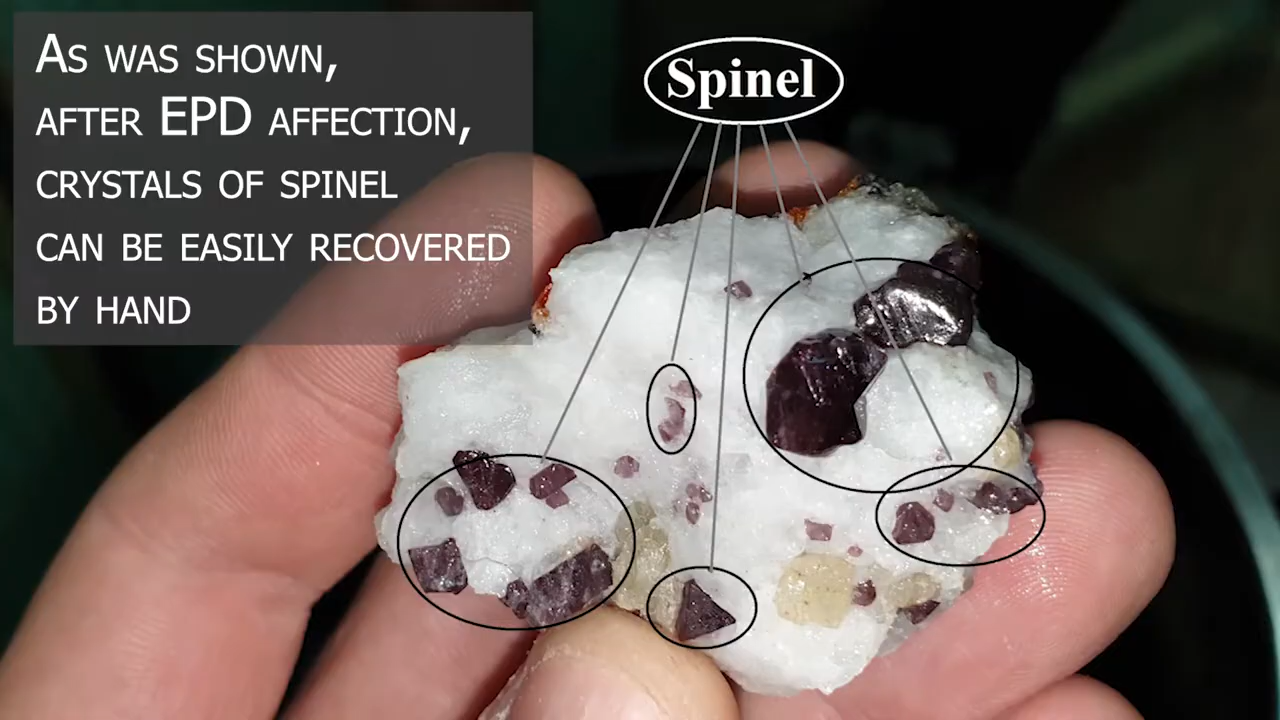 As was shown,
after EPD affection,
crystals of spinel
can be easily recovered
by hand
Spinel